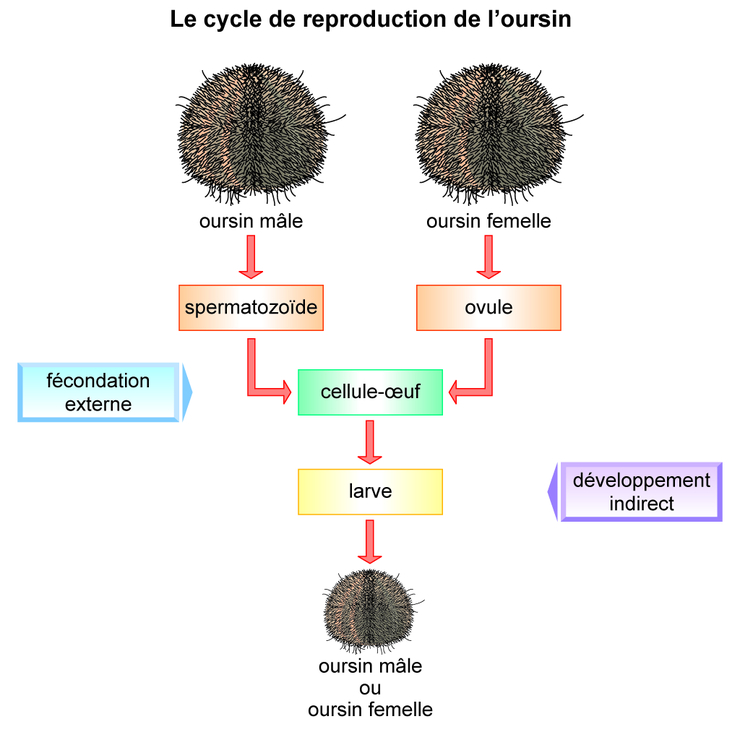 Le cycle de reproduction de l’oursin
oursin mâle
oursin femelle
spermatozoïde
ovule
fécondation
externe
cellule-œuf
larve
développement
indirect
oursin mâle
ou
oursin femelle